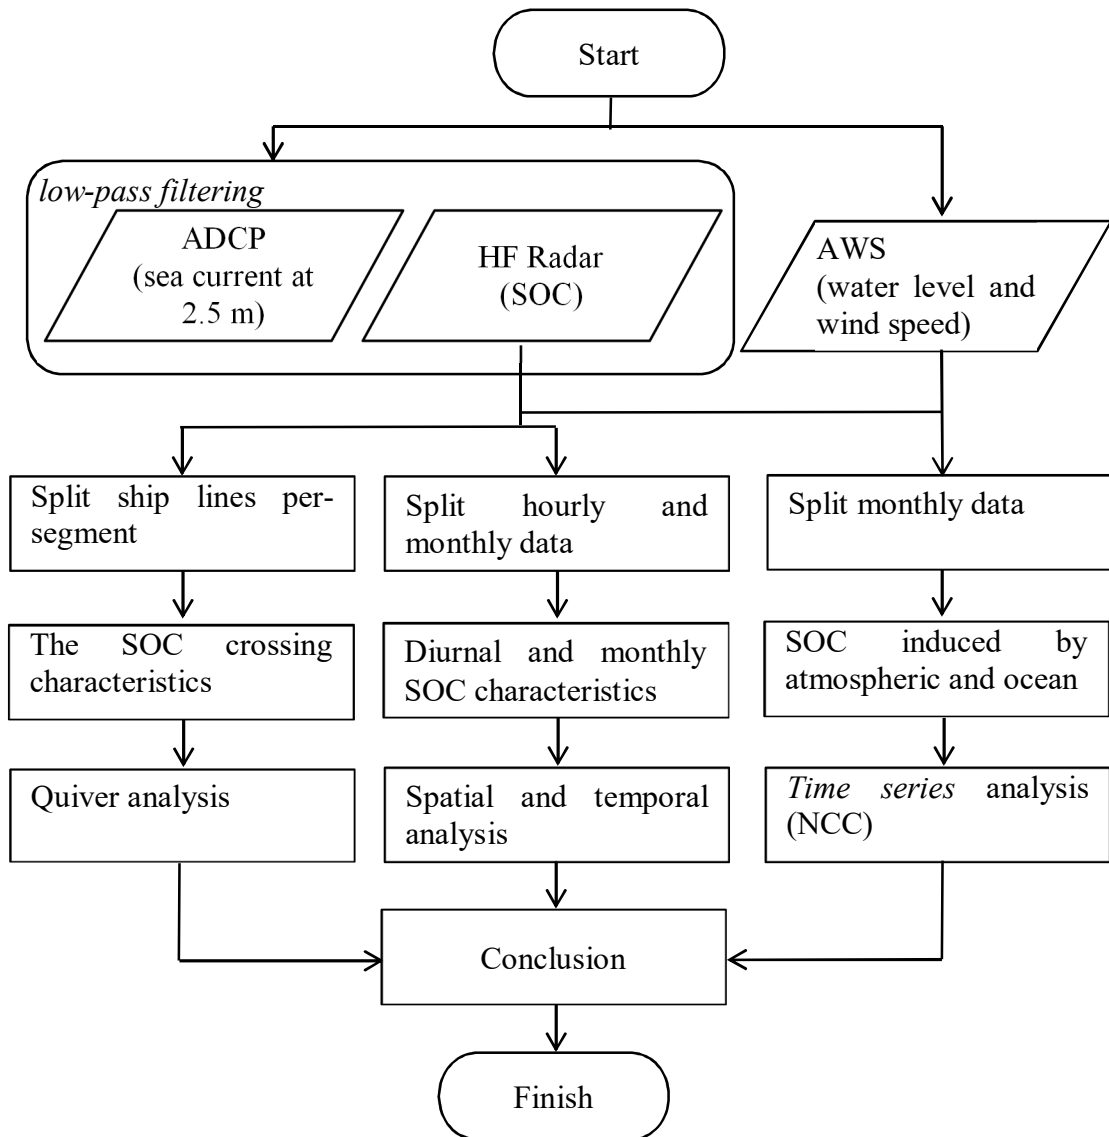 Start
low-pass filtering
ADCP
(sea current at
2.5 m)
HF Radar
(SOC)
AWS
(water level and
wind speed)
Split ship lines per-
segment
Split hourly and
monthly data
Split monthly data
The SOC crossing
characteristics
Diurnal and monthly
SOC characteristics
SOC induced by
atmospheric and ocean
Quiver analysis
Spatial and temporal
analysis
Time series analysis
(NCC)
Conclusion
Finish